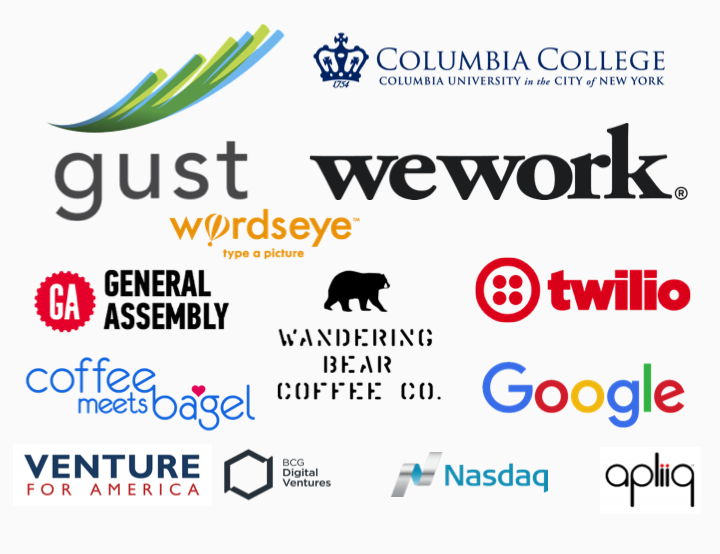 COLUMBIA COLLEGE
1754
COLUMBIA UNIVERSITY in the CITY of NEW YORK
gust
wework®
wordseye™
type a picture
GA
GENERAL
ASSEMBLY
twilio
WANDERING
BEAR
COFFEE CO.
coffee
meets bagel
Google
VENTURE
FOR AMERICA
BCG
Digital
Ventures
Nasdaq
apliiq